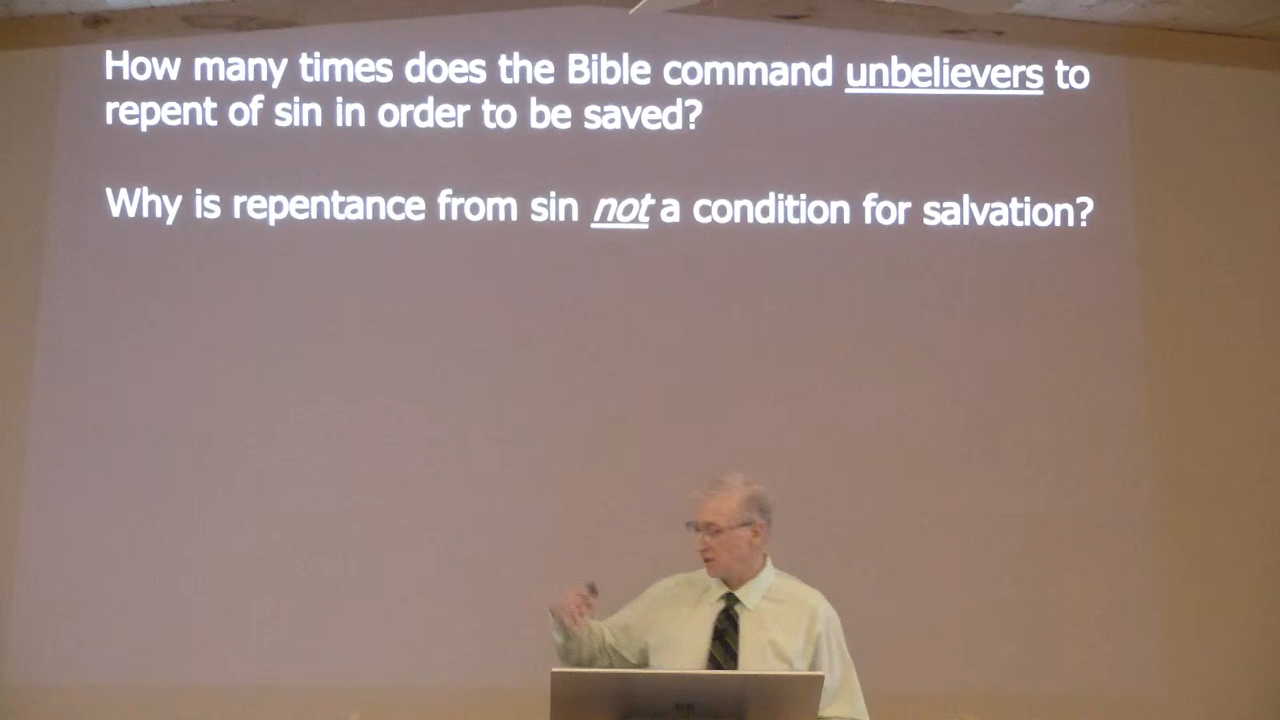 How many times does the Bible command unbelievers to
repent of sin in order to be saved?
Why is repentance from sin not a condition for salvation?